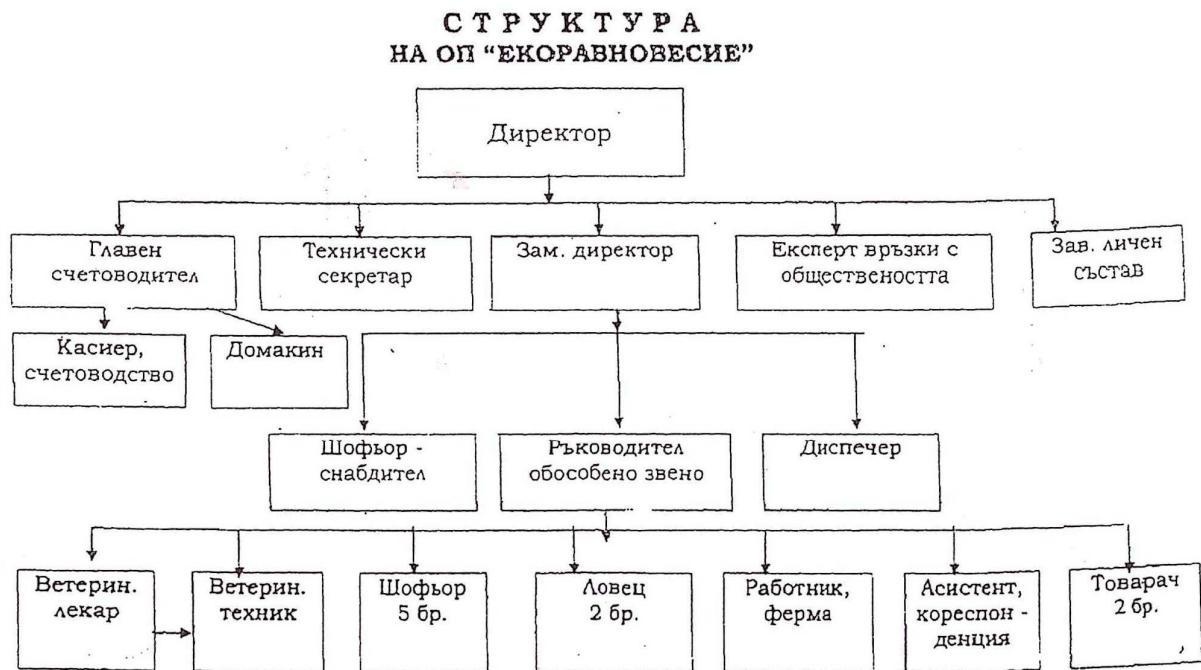 СТРУКТУРА
НА ОП "ЕКОРАВНОВЕСИЕ"
Директор
Главен
счетоводител
Технически
секретар
Зам. директор
Експерт връзки с
обществеността
Зав. личен
състав
Касиер,
счетоводство
Домакин
Шофьор -
снабдител
Ръководител
обособено звено
Диспечер
Ветерин.
лекар
Ветерин.
техник
Шофьор
5 бр.
Ловец
2 бр.
Работник,
ферма
Асистент,
кореспон -
денция
Товарач
2 бр.